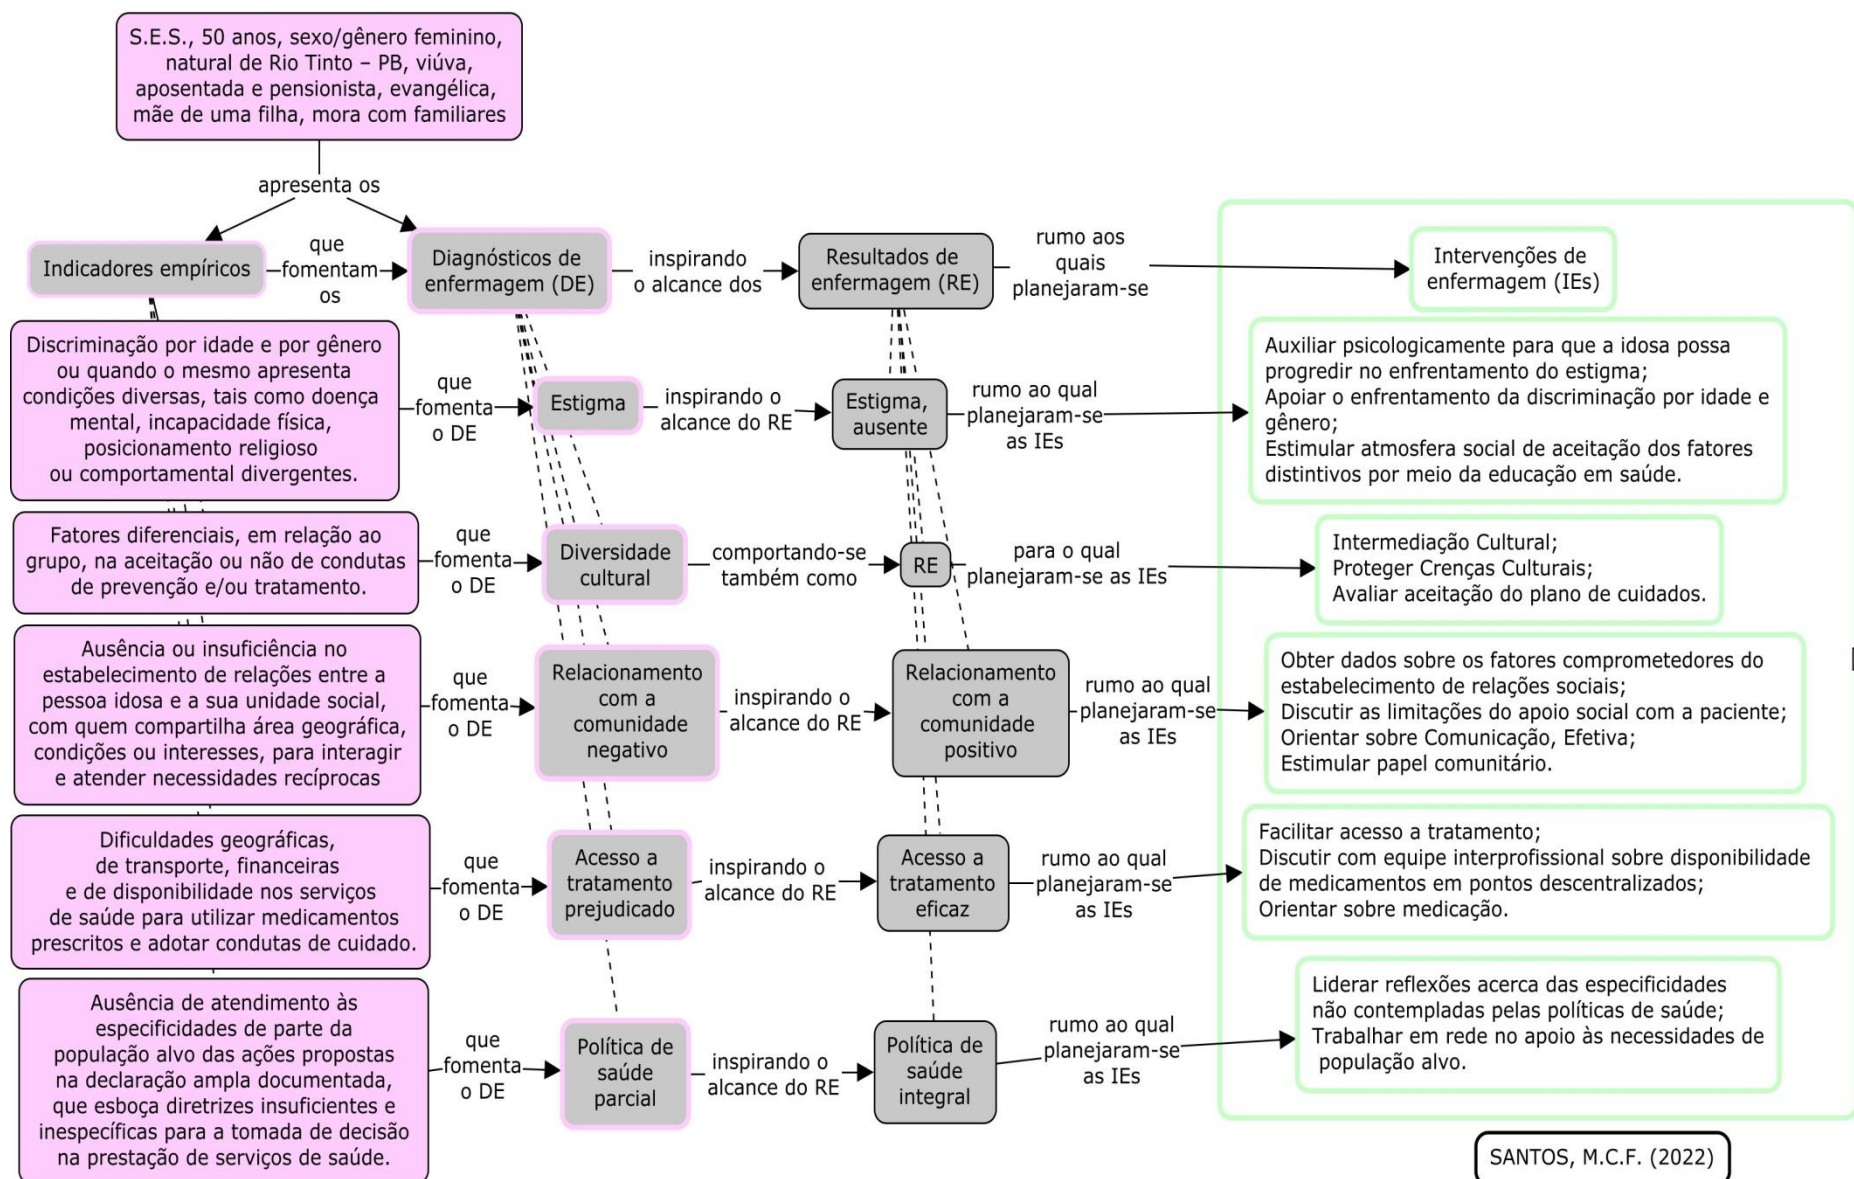 S.E.S., 50 anos, sexo/gênero feminino,
natural de Rio Tinto – PB, viúva,
aposentada e pensionista, evangélica,
mãe de uma filha, mora com familiares
apresenta os
Indicadores empíricos
que
fomentam
os
Diagnósticos de
enfermagem (DE)
inspirando
o alcance dos
Resultados de
enfermagem (RE)
rumo aos
quais
planejaram-se
Intervenções de
enfermagem (IEs)
Discriminação por idade e por gênero
ou quando o mesmo apresenta
condições diversas, tais como doença
mental, incapacidade física,
posicionamento religioso
ou comportamental divergentes.
que
fomenta
o DE
Estigma
inspirando o
alcance do RE
Estigma,
ausente
rumo ao qual
planejaram-se
as IEs
Auxiliar psicologicamente para que a idosa possa
progredir no enfrentamento do estigma;
Apoiar o enfrentamento da discriminação por idade e
gênero;
Estimular atmosfera social de aceitação dos fatores
distintivos por meio da educação em saúde.
Fatores diferenciais, em relação ao
grupo, na aceitação ou não de condutas
de prevenção e/ou tratamento.
que
fomenta
o DE
Diversidade
cultural
comportando-se
também como
RE
para o qual
planejaram-se as IEs
Intermediação Cultural;
Proteger Crenças Culturais;
Avaliar aceitação do plano de cuidados.
Ausência ou insuficiência no
estabelecimento de relações entre a
pessoa idosa e a sua unidade social,
com quem compartilha área geográfica,
condições ou interesses, para interagir
e atender necessidades recíprocas
que
fomenta
o DE
Relacionamento
com a
comunidade
negativo
inspirando o
alcance do RE
Relacionamento
com a
comunidade
positivo
rumo ao qual
planejaram-se
as IEs
Obter dados sobre os fatores comprometedores do
estabelecimento de relações sociais;
Discutir as limitações do apoio social com a paciente;
Orientar sobre Comunicação, Efetiva;
Estimular papel comunitário.
Dificuldades geográficas,
de transporte, financeiras
e de disponibilidade nos serviços
de saúde para utilizar medicamentos
prescritos e adotar condutas de cuidado.
que
fomenta
o DE
Acesso a
tratamento
prejudicado
inspirando o
alcance do RE
Acesso a
tratamento
eficaz
rumo ao qual
planejaram-se
as IEs
Facilitar acesso a tratamento;
Discutir com equipe interprofissional sobre disponibilidade
de medicamentos em pontos descentralizados;
Orientar sobre medicação.
Ausência de atendimento às
especificidades de parte da
população alvo das ações propostas
na declaração ampla documentada,
que esboça diretrizes insuficientes e
inespecíficas para a tomada de decisão
na prestação de serviços de saúde.
que
fomenta
o DE
Política de
saúde
parcial
inspirando o
alcance do RE
Política de
saúde
integral
rumo ao qual
planejaram-se
as IEs
Liderar reflexões acerca das especificidades
não contempladas pelas políticas de saúde;
Trabalhar em rede no apoio às necessidades de
população alvo.
SANTOS, M.C.F. (2022)